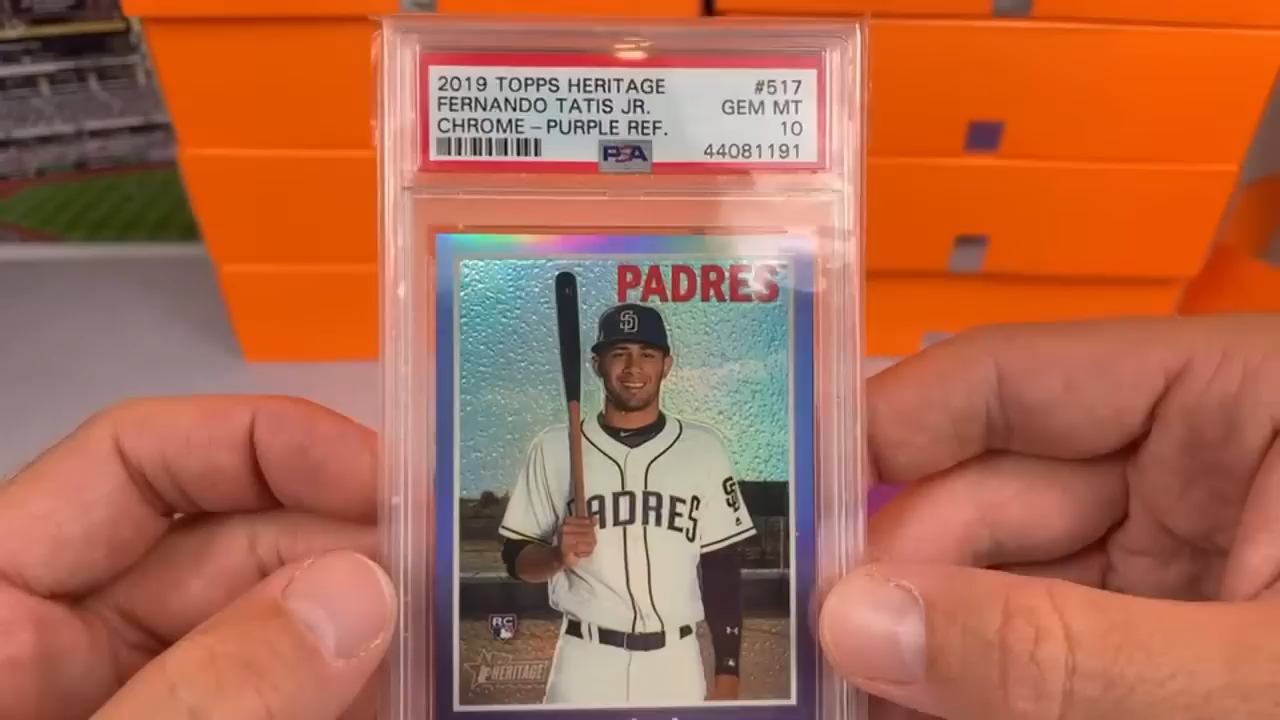 2019 TOPPS HERITAGE #517
FERNANDO TATIS JR. GEM MT
CHROME-PURPLE REF. 10
PSA 44081191
PADRES
SD
PADRES
SD
RC
HERITAGE